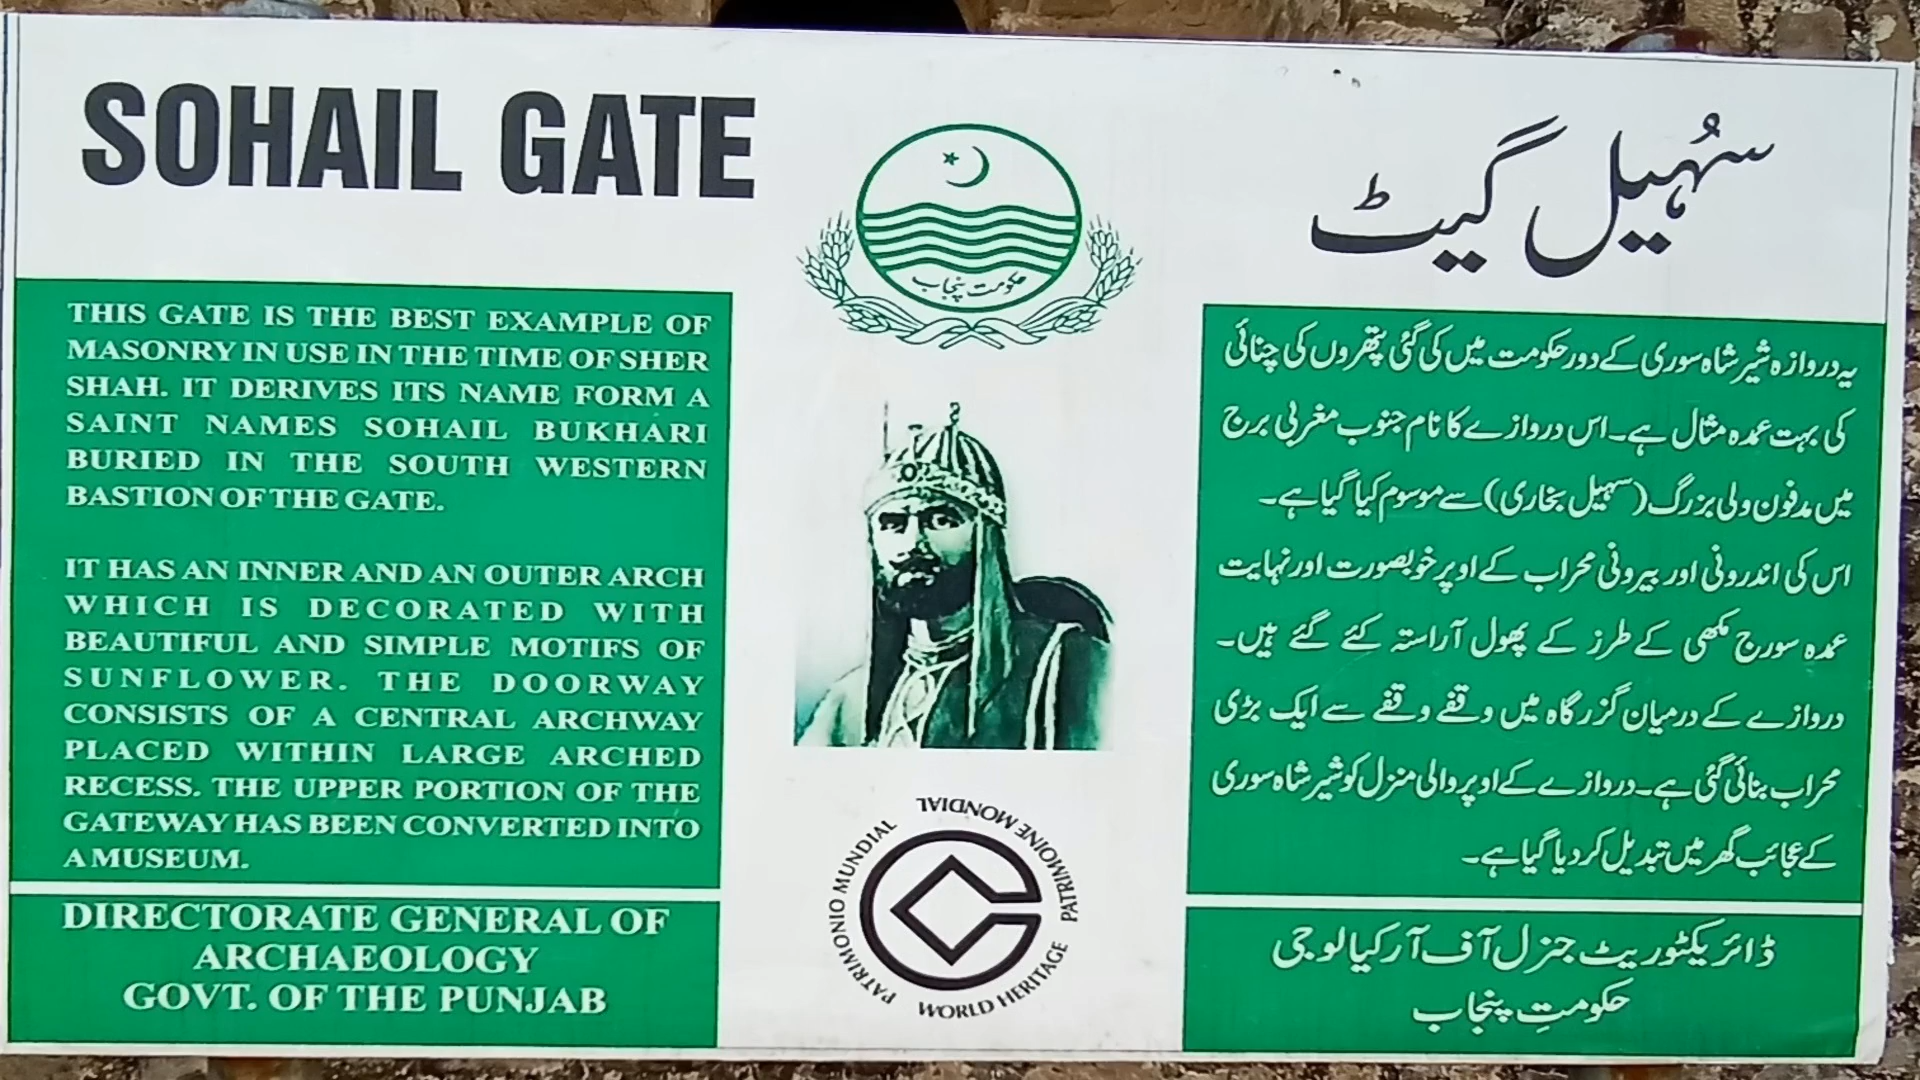 SOHAIL GATE
THIS GATE IS THE BEST EXAMPLE OF
MASONRY IN USE IN THE TIME OF SHER
SHAH. IT DERIVES ITS NAME FORM A
SAINT NAMES SOHAIL BUKHARI
BURIED IN THE SOUTH WESTERN
BASTION OF THE GATE.
IT HAS AN INNER AND AN OUTER ARCH
WHICH IS DECORATED WITH
BEAUTIFUL AND SIMPLE MOTIFS OF
SUNFLOWER. THE DOORWAY
CONSISTS OF A CENTRAL ARCHWAY
PLACED WITHIN LARGE ARCHED
RECESS. THE UPPER PORTION OF THE
GATEWAY HAS BEEN CONVERTED INTO
A MUSEUM.
DIRECTORATE GENERAL OF
ARCHAEOLOGY
GOVT. OF THE PUNJAB
حکومت پنجاب
WORLD HERITAGE
PATRIMOINE MONDIAL
PATRIMONIO MUNDIAL
سُہیل گیٹ
یہ دروازہ شیر شاہ سوری کے دور حکومت میں کی گئی پتھروں کی چنائی
کی بہت عمدہ مثال ہے۔ اس دروازے کا نام جنوب مغربی برج
میں مدفون ولی بزرگ (سہیل بخاری) سے موسوم کیا گیا ہے۔
اس کی اندرونی اور بیرونی محراب کے اوپر خوبصورت اور نہایت
عمدہ سورج مکھی کے طرز کے پھول آراستہ کئے گئے ہیں۔
دروازے کے درمیان گزرگاہ میں وقفے وقفے سے ایک بڑی
محراب بنائی گئی ہے۔ دروازے کے اوپر والی منزل کو شیر شاہ سوری
کے عجائب گھر میں تبدیل کر دیا گیا ہے۔
ڈائریکٹوریٹ جنرل آف آرکیالوجی
حکومتِ پنجاب